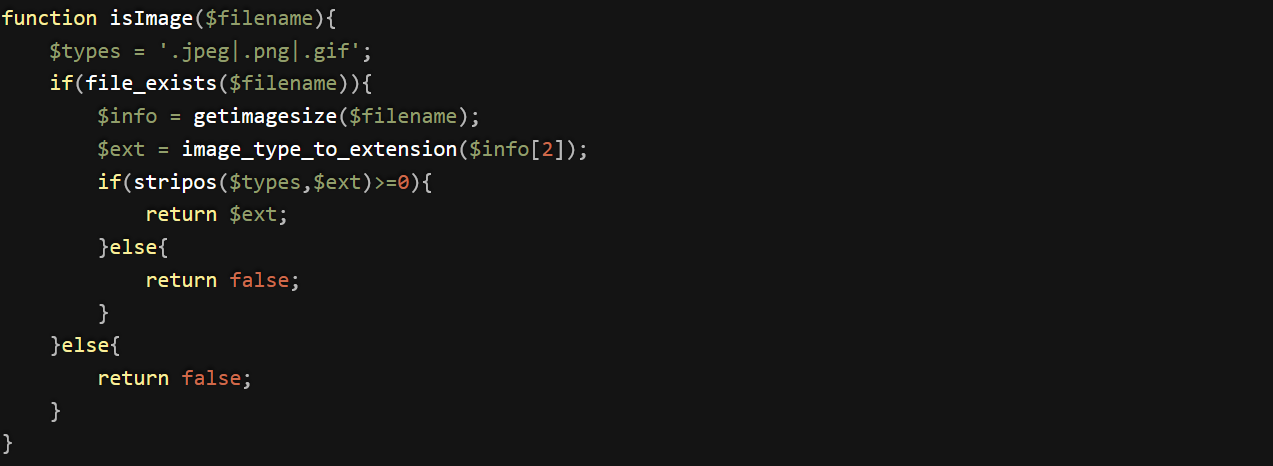 function isImage($filename){
    $types = '.jpeg|.png|.gif';
    if(file_exists($filename)){
        $info = getimagesize($filename);
        $ext = image_type_to_extension($info[2]);
        if(stripos($types,$ext)>=0){
            return $ext;
        }else{
            return false;
        }
    }else{
        return false;
    }
}